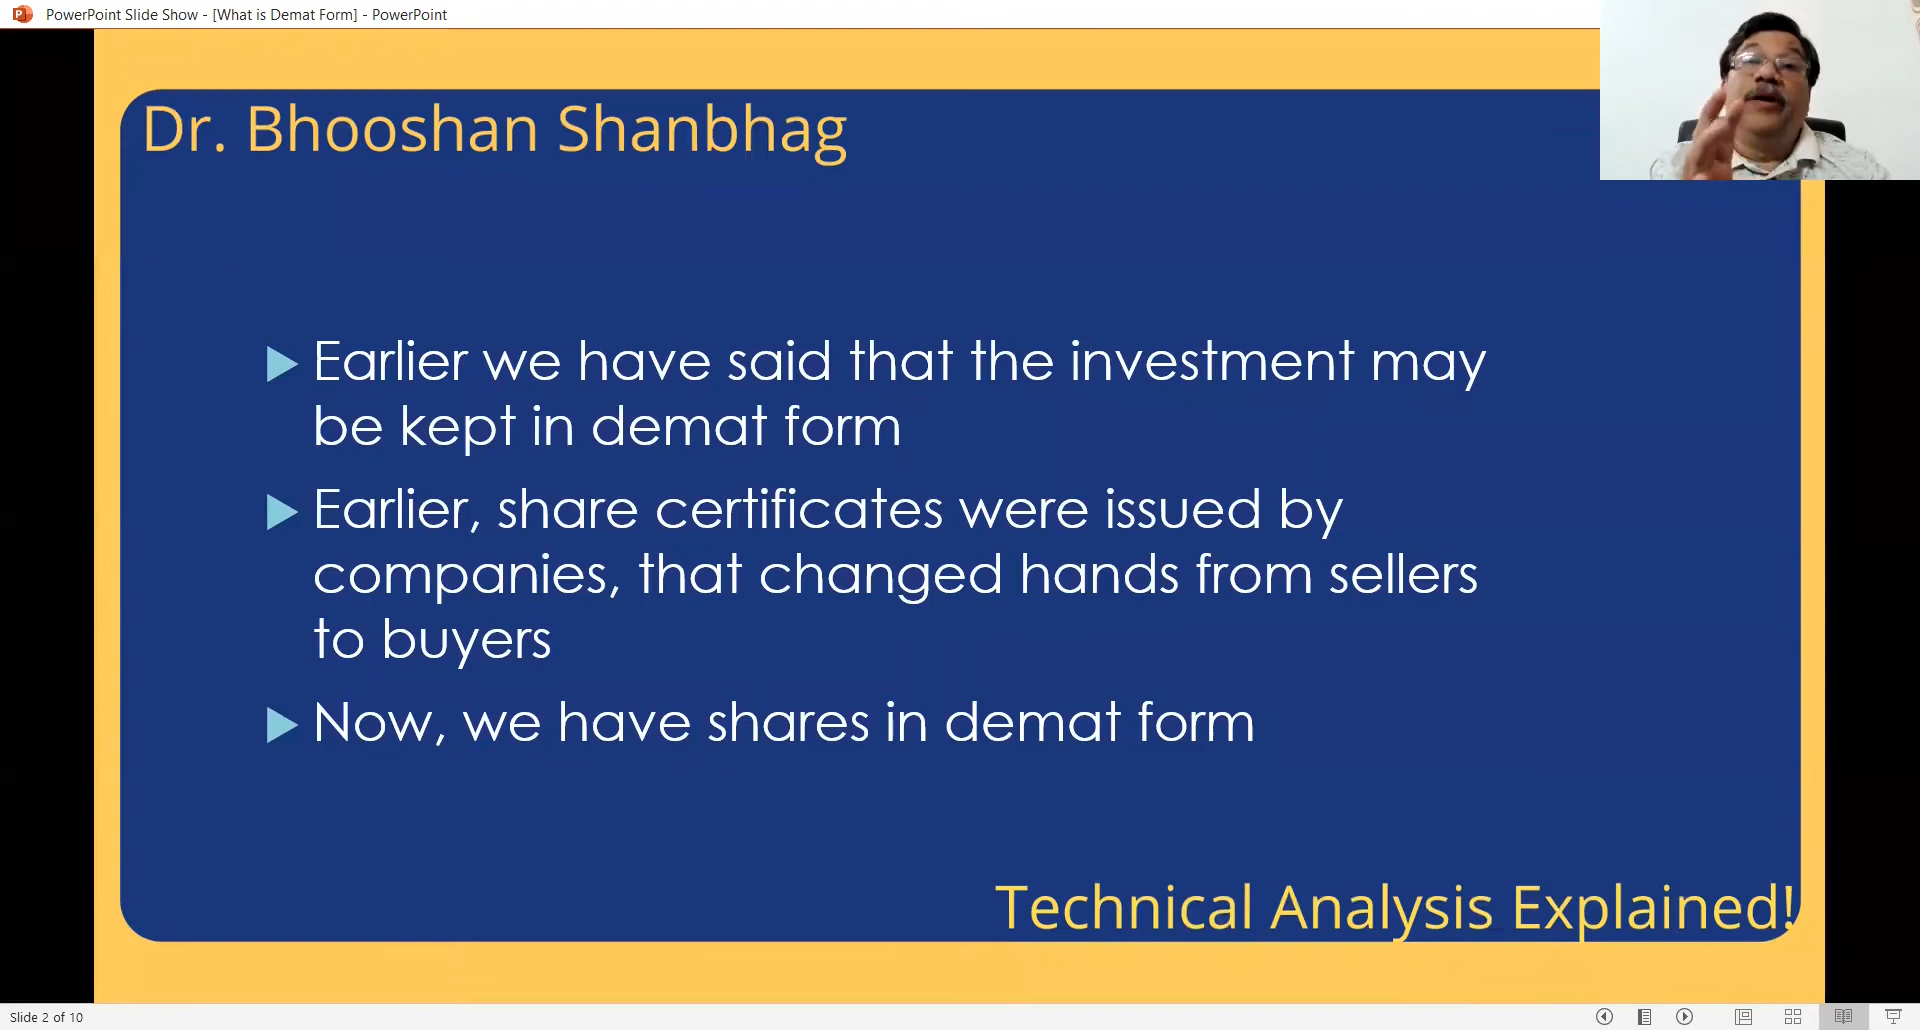 PowerPoint Slide Show - [What is Demat Form] - PowerPoint
Dr. Bhooshan Shanbhag
Earlier we have said that the investment may
be kept in demat form
Earlier, share certificates were issued by
companies, that changed hands from sellers
to buyers
Now, we have shares in demat form
Technical Analysis Explained!
Slide 2 of 10